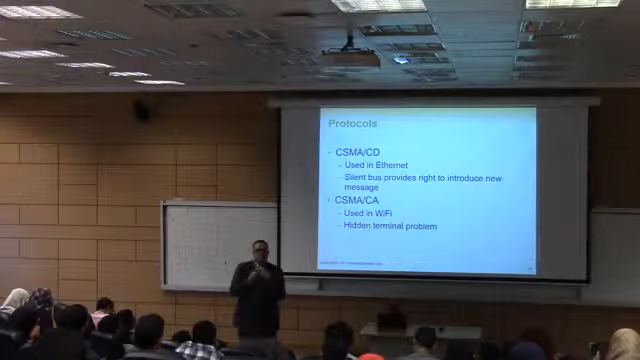 Protocols
- CSMA/CD
– Used in Ethernet
– Silent bus provides right to introduce new
message
- CSMA/CA
– Used in WiFi
– Hidden terminal problem